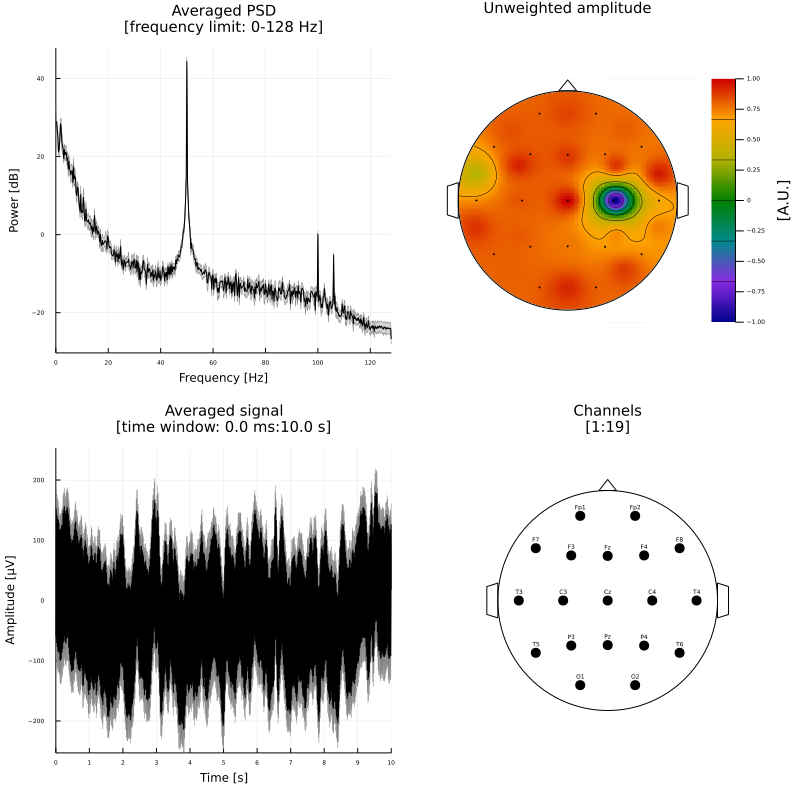 Averaged PSD
[frequency limit: 0-128 Hz]
Power [dB]
40
20
0
−20
0 20 40 60 80 100 120
Frequency [Hz]
Unweighted amplitude
1.00
0.75
0.50
0.25
0
−0.25
−0.50
−0.75
−1.00
[A.U.]
Averaged signal
[time window: 0.0 ms:10.0 s]
Amplitude [μV]
200
100
0
−100
−200
0 1 2 3 4 5 6 7 8 9 10
Time [s]
Channels
[1:19]
Fp1 Fp2
F7 F3 Fz F4 F8
T3 C3 Cz C4 T4
T5 P3 Pz P4 T6
O1 O2